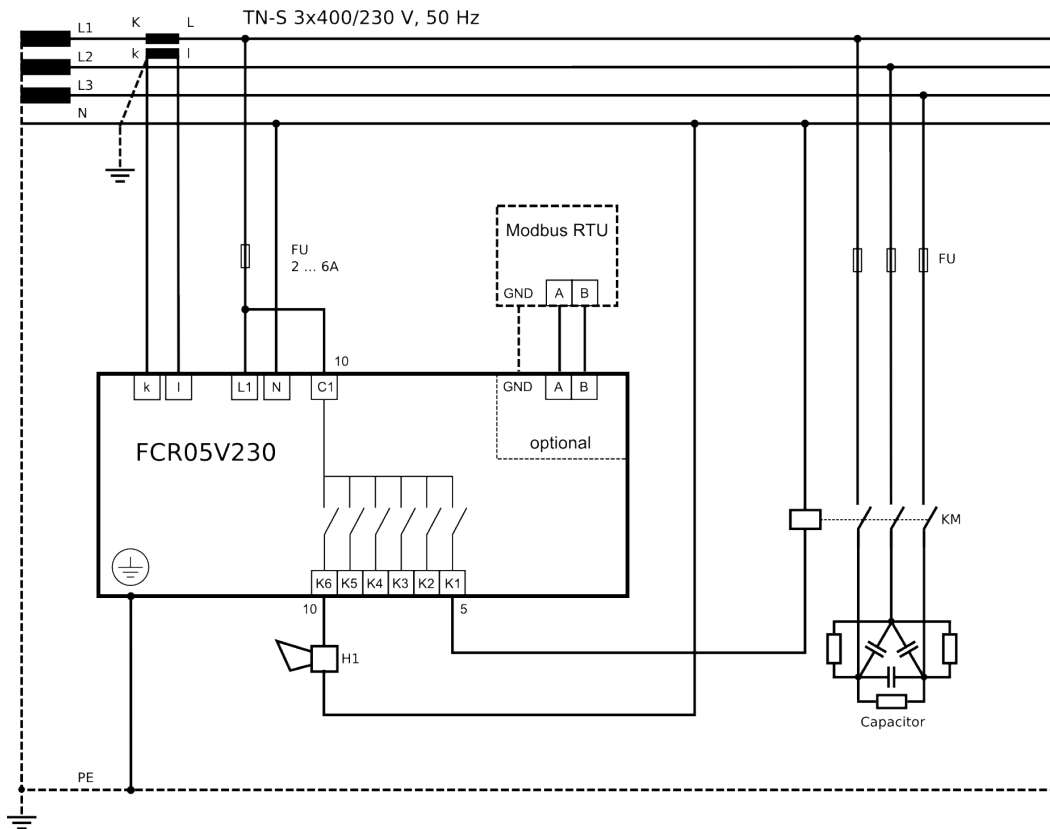 TN-S 3x400/230 V, 50 Hz
L1 K L
k l
L2
L3
N
FU
2 ... 6A
Modbus RTU
GND A B
FU
10
k l L1 N C1 GND A B
FCR05V230
optional
KM
K6 K5 K4 K3 K2 K1
10 5
H1
Capacitor
PE